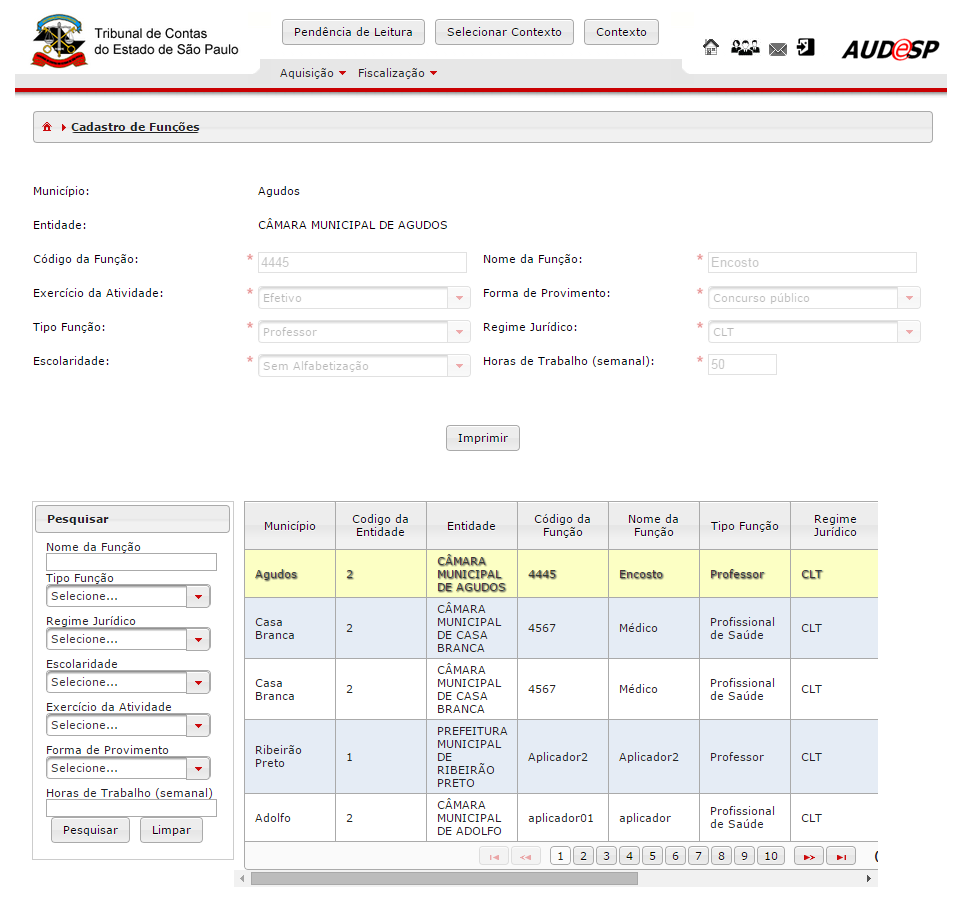 Tribunal de Contas
do Estado de São Paulo
Pendência de Leitura
Selecionar Contexto
Contexto
AUDeSP
Aquisição
Fiscalização
Cadastro de Funções
Município:
Agudos
Entidade:
CÂMARA MUNICIPAL DE AGUDOS
Código da Função:
* 4445
Nome da Função:
* Encosto
Exercício da Atividade:
* Efetivo
Forma de Provimento:
* Concurso público
Tipo Função:
* Professor
Regime Jurídico:
* CLT
Escolaridade:
* Sem Alfabetização
Horas de Trabalho (semanal):
* 50
Imprimir
Pesquisar
Nome da Função
Tipo Função
Selecione...
Regime Jurídico
Selecione...
Escolaridade
Selecione...
Exercício da Atividade
Selecione...
Forma de Provimento
Selecione...
Horas de Trabalho (semanal)
Pesquisar
Limpar
Município
Codigo da
Entidade
Entidade
Código da
Função
Nome da
Função
Tipo Função
Regime
Jurídico
Agudos
2
CÂMARA
MUNICIPAL
DE AGUDOS
4445
Encosto
Professor
CLT
Casa
Branca
2
CÂMARA
MUNICIPAL
DE CASA
BRANCA
4567
Médico
Profissional
de Saúde
CLT
Casa
Branca
2
CÂMARA
MUNICIPAL
DE CASA
BRANCA
4567
Médico
Profissional
de Saúde
CLT
Ribeirão
Preto
1
PREFEITURA
MUNICIPAL
DE
RIBEIRÃO
PRETO
Aplicador2
Aplicador2
Professor
CLT
Adolfo
2
CÂMARA
MUNICIPAL
DE ADOLFO
aplicador01
aplicador
Profissional
de Saúde
CLT
1 2 3 4 5 6 7 8 9 10 (